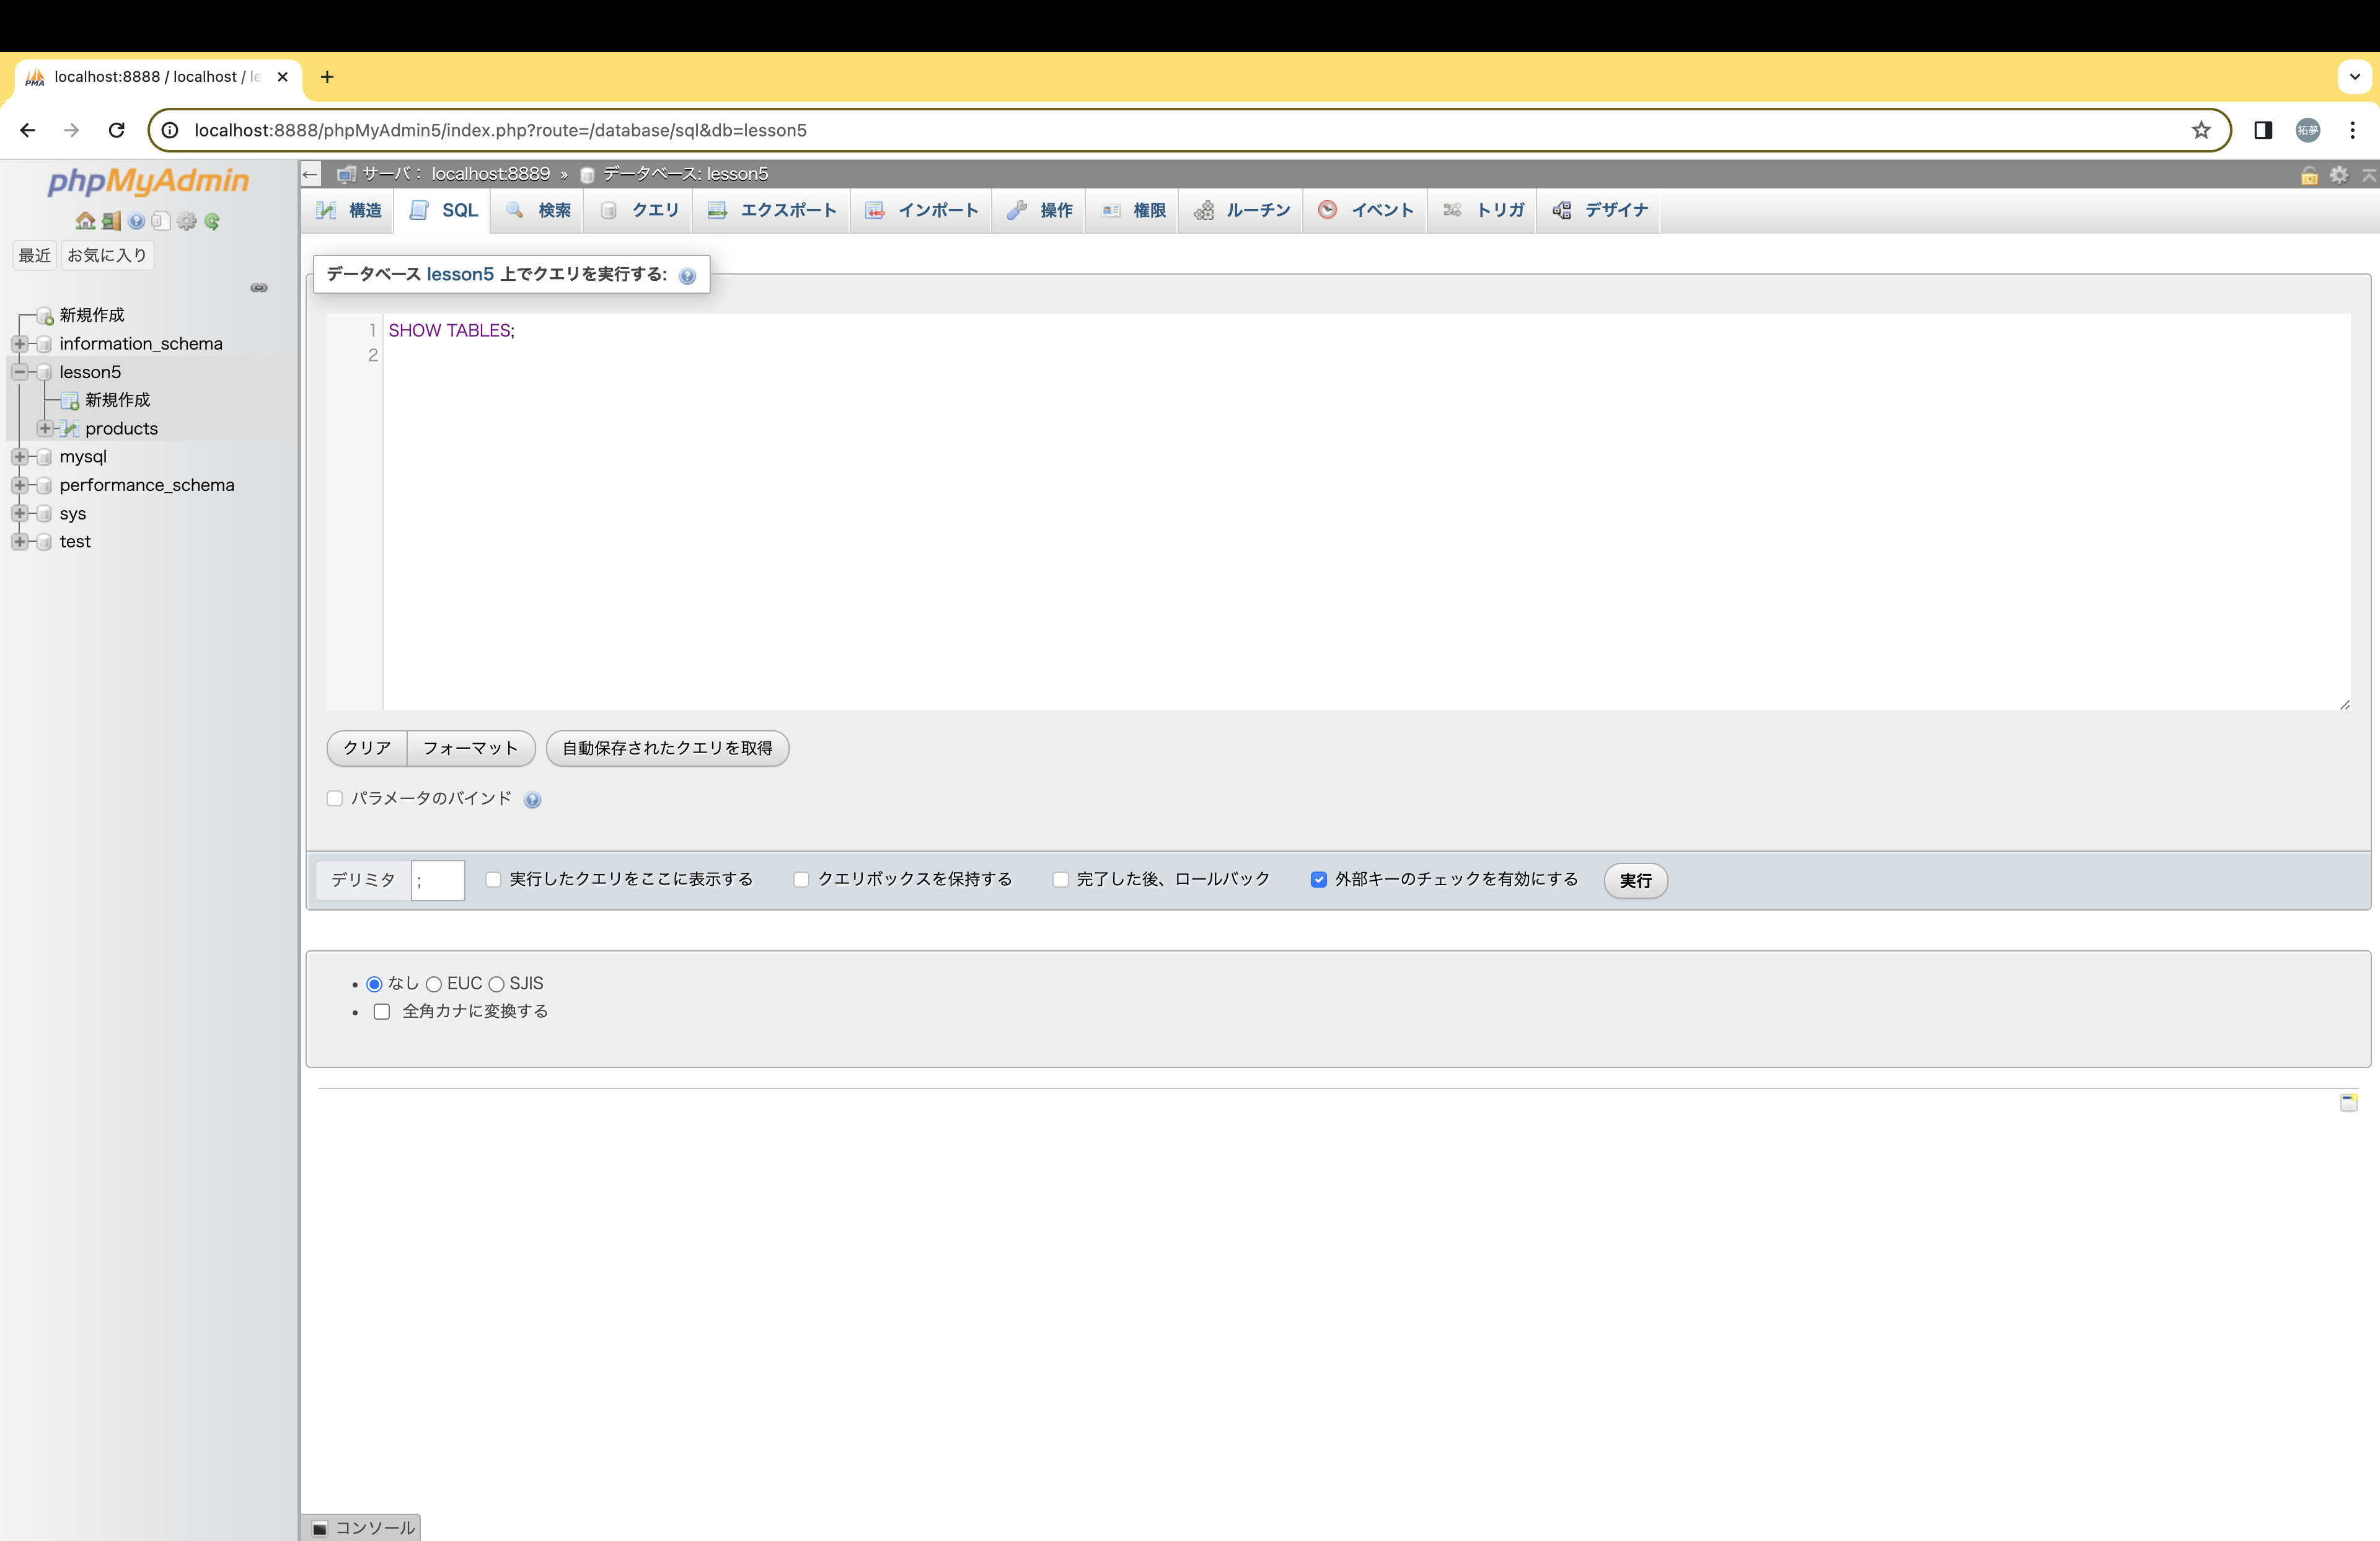 localhost:8888 / localhost / le
localhost:8888/phpMyAdmin5/index.php?route=/database/sql&db=lesson5
拓夢
phpMyAdmin
最近 お気に入り
新規作成
information_schema
lesson5
新規作成
products
mysql
performance_schema
sys
test
サーバ: localhost:8889 » データベース: lesson5
構造 SQL 検索 クエリ エクスポート インポート 操作 権限 ルーチン イベント トリガ デザイナ
データベース lesson5 上でクエリを実行する:
1 SHOW TABLES;
2
クリア フォーマット 自動保存されたクエリを取得
パラメータのバインド
デリミタ ; 実行したクエリをここに表示する クエリボックスを保持する 完了した後、ロールバック 外部キーのチェックを有効にする 実行
なし EUC SJIS
全角カナに変換する
コンソール